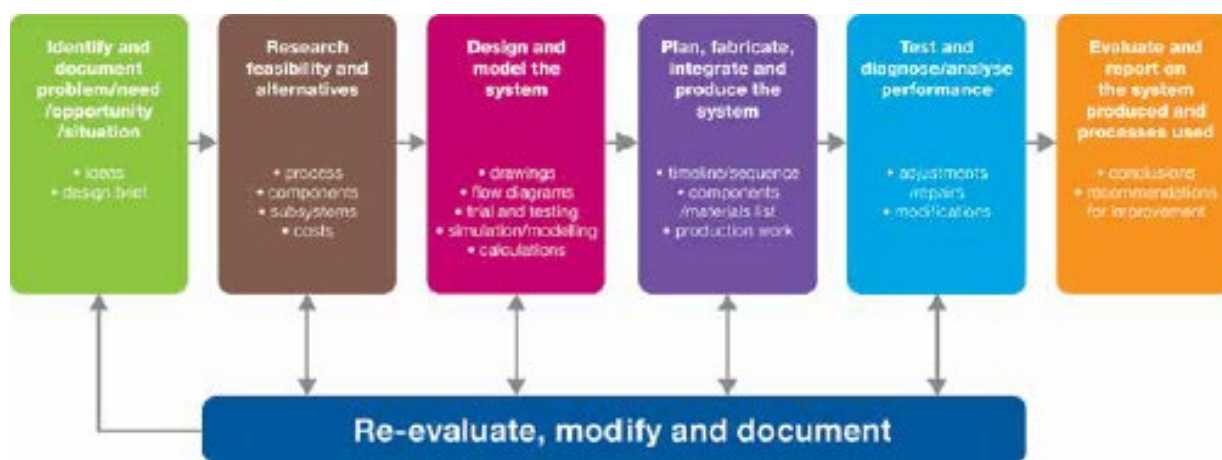 Identify and
document
problem/need
/opportunity
/situation
• ideas
• design brief
Research
feasibility and
alternatives
• process
• components
• subsystems
• costs
Design and
model the
system
• drawings
• flow diagrams
• trial and testing
• simulation/modelling
• calculations
Plan, fabricate,
integrate and
produce the
system
• timeline/sequence
• components
/materials list
• production work
Test and
diagnose/analyse
performance
• adjustments
/repairs
• modifications
Evaluate and
report on
the system
produced and
processes used
• conclusions
• recommendations
for improvement
Re-evaluate, modify and document